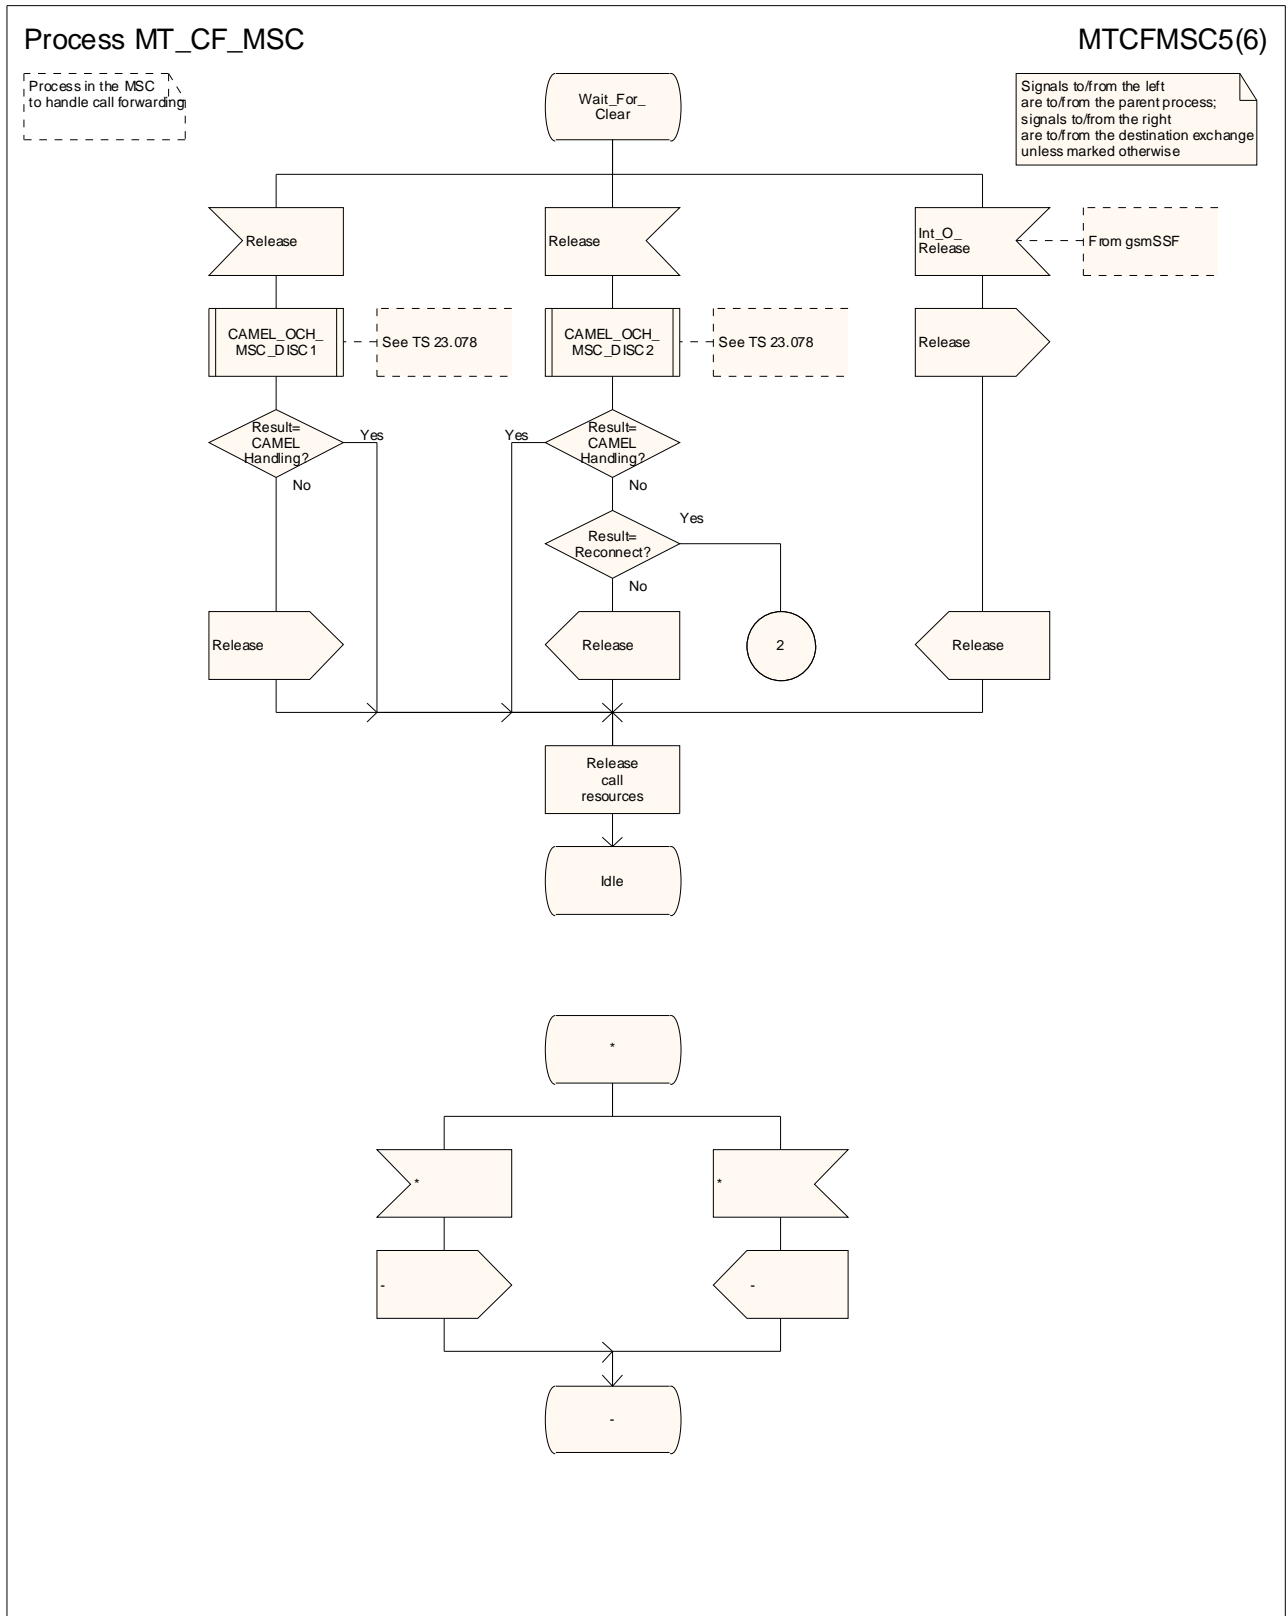 Process MT_CF_MSC
MTCFMSC5(6)
Process in the MSC
to handle call forwarding
Signals to/from the left
are to/from the parent process;
signals to/from the right
are to/from the destination exchange
unless marked otherwise
Wait_For_
Clear
Release
Release
Int_O_
Release
From gsmSSF
CAMEL_OCH_
MSC_DISC1
See TS 23.078
CAMEL_OCH_
MSC_DISC2
See TS 23.078
Release
Result=
CAMEL
Handling?
Yes
No
Yes
Result=
CAMEL
Handling?
No
Result=
Reconnect?
Yes
No
Release
Release
2
Release
Release
call
resources
Idle
*
*
*
-
-
-